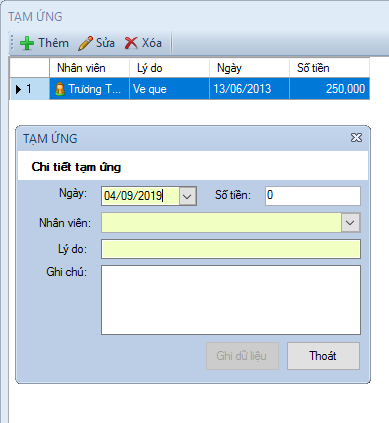 TẠM ỨNG
Thêm Sửa Xóa
Nhân viên Lý do Ngày Số tiền
1 Trương T... Ve que 13/06/2013 250,000
TẠM ỨNG
Chi tiết tạm ứng
Ngày: 04/09/2019 Số tiền: 0
Nhân viên:
Lý do:
Ghi chú:
Ghi dữ liệu Thoát